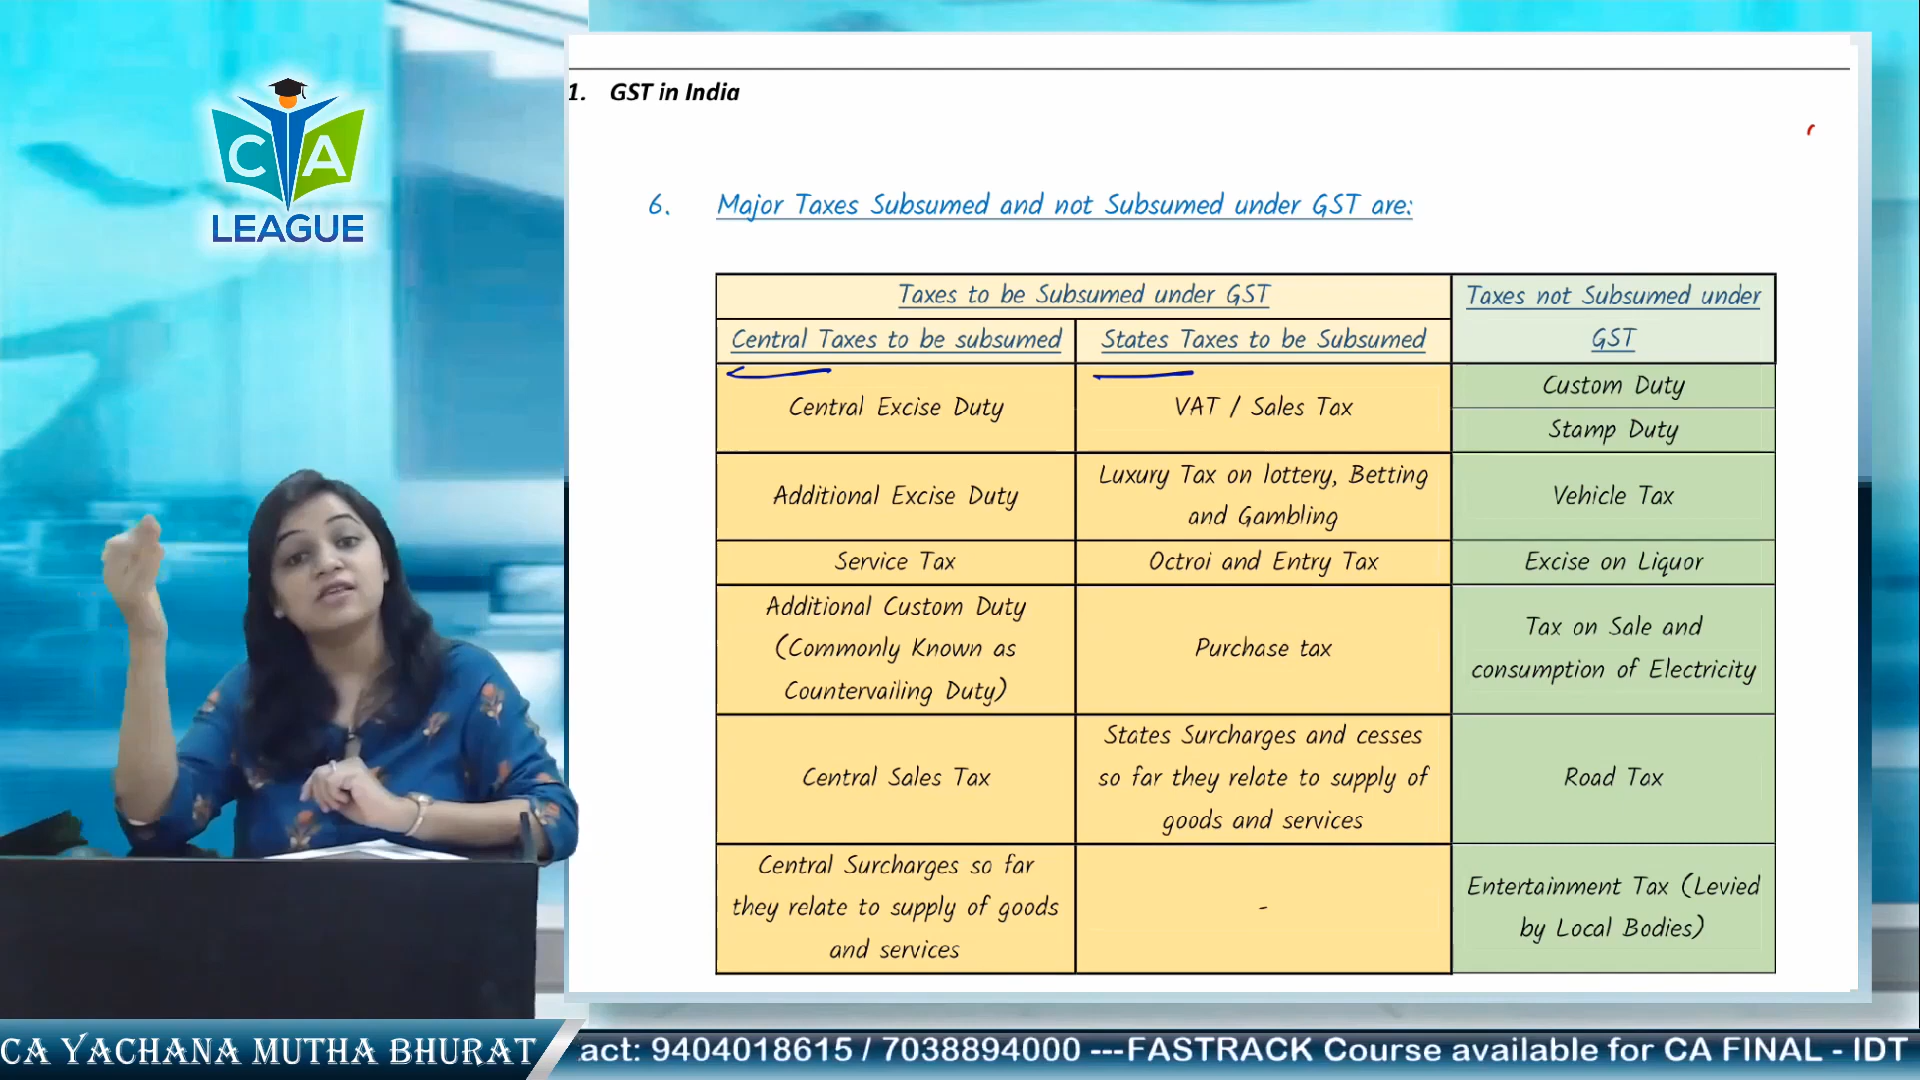 C A
LEAGUE
1. GST in India
6. Major Taxes Subsumed and not Subsumed under GST are:
Taxes to be Subsumed under GST
Taxes not Subsumed under
GST
Central Taxes to be subsumed
States Taxes to be Subsumed
Central Excise Duty
VAT / Sales Tax
Custom Duty
Stamp Duty
Additional Excise Duty
Luxury Tax on lottery, Betting
and Gambling
Vehicle Tax
Service Tax
Octroi and Entry Tax
Excise on Liquor
Additional Custom Duty
(Commonly Known as
Countervailing Duty)
Purchase tax
Tax on Sale and
consumption of Electricity
Central Sales Tax
States Surcharges and cesses
so far they relate to supply of
goods and services
Road Tax
Central Surcharges so far
they relate to supply of goods
and services
-
Entertainment Tax (Levied
by Local Bodies)
CA YACHANA MUTHA BHURAT
act: 9404018615 / 7038894000 ---FASTRACK Course available for CA FINAL - IDT